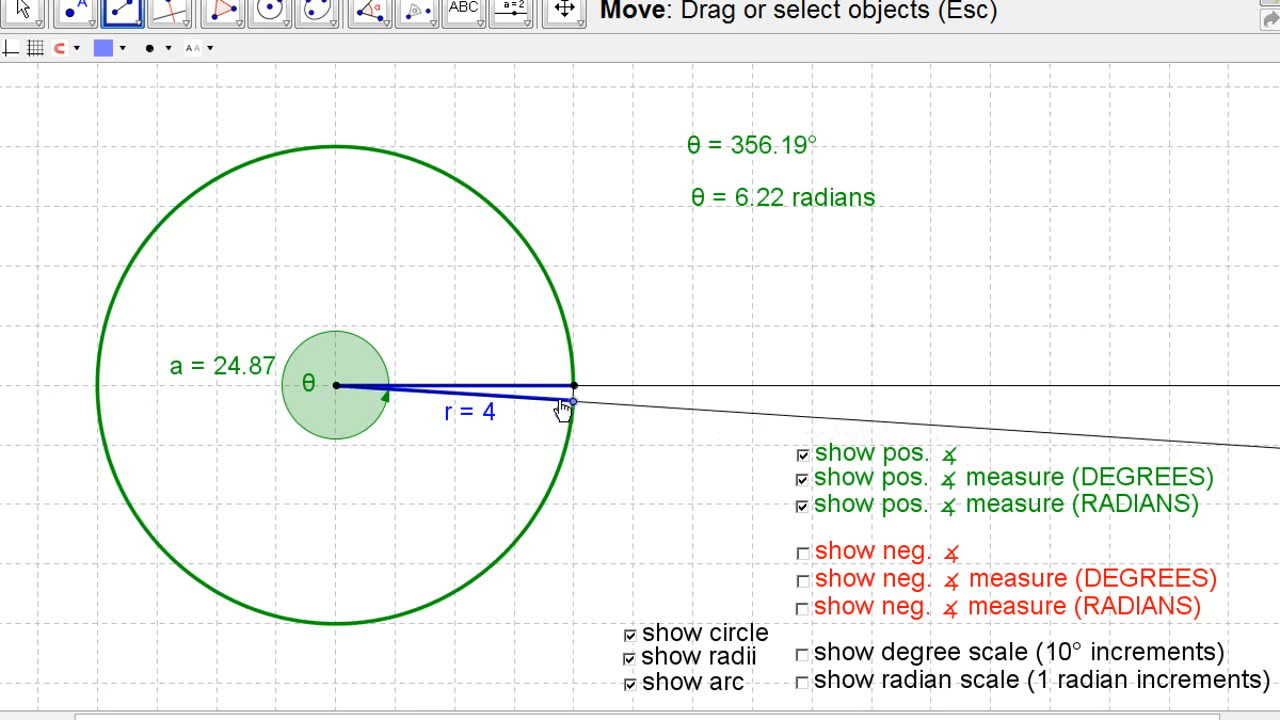 A α α ABC a=2 Move: Drag or select objects (Esc)
AA
θ = 356.19°
θ = 6.22 radians
a = 24.87
θ
r = 4
show pos. ∡
show pos. ∡ measure (DEGREES)
show pos. ∡ measure (RADIANS)
show neg. ∡
show neg. ∡ measure (DEGREES)
show neg. ∡ measure (RADIANS)
show circle
show radii
show arc
show degree scale (10° increments)
show radian scale (1 radian increments)